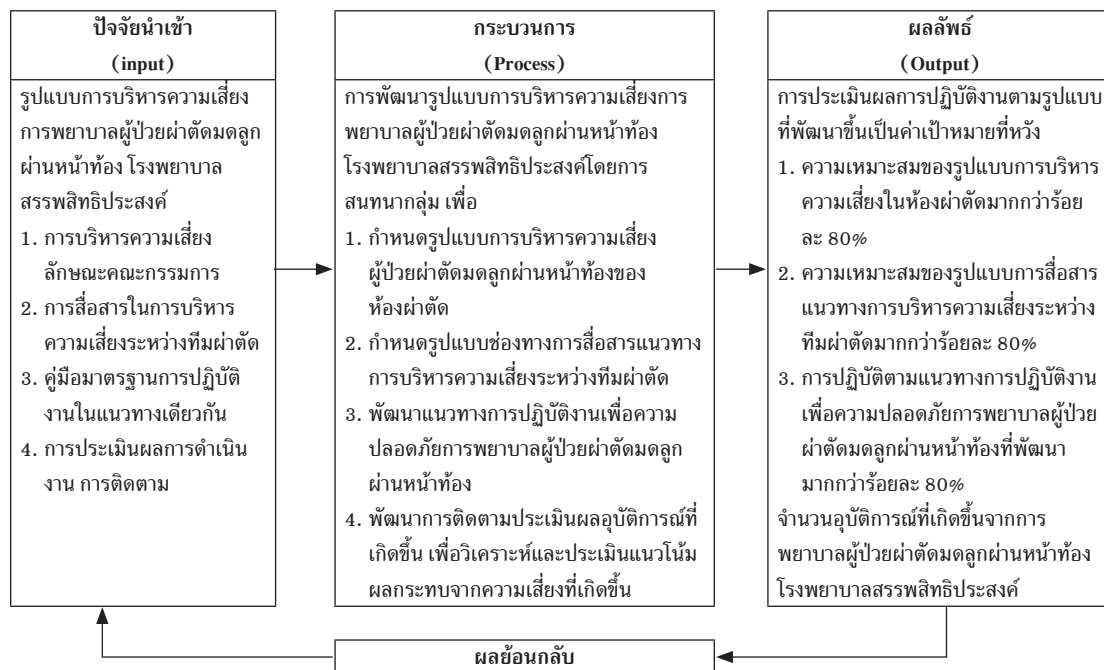 ปัจจัยนำเข้า
(input)
รูปแบบการบริหารความเสี่ยง
การพยาบาลผู้ป่วยผ่าตัดมดลูก
ผ่านหน้าท้อง โรงพยาบาล
สรรพสิทธิประสงค์
1. การบริหารความเสี่ยง
ลักษณะคณะกรรมการ
2. การสื่อสารในการบริหาร
ความเสี่ยงระหว่างทีมผ่าตัด
3. คู่มือมาตรฐานการปฏิบัติ
งานในแนวทางเดียวกัน
4. การประเมินผลการดำเนิน
งาน การติดตาม
กระบวนการ
(Process)
การพัฒนารูปแบบการบริหารความเสี่ยงการ
พยาบาลผู้ป่วยผ่าตัดมดลูกผ่านหน้าท้อง
โรงพยาบาลสรรพสิทธิประสงค์โดยการ
สนทนากลุ่ม เพื่อ
1. กำหนดรูปแบบการบริหารความเสี่ยง
ผู้ป่วยผ่าตัดมดลูกผ่านหน้าท้องของ
ห้องผ่าตัด
2. กำหนดรูปแบบช่องทางการสื่อสารแนวทาง
การบริหารความเสี่ยงระหว่างทีมผ่าตัด
3. พัฒนาแนวทางการปฏิบัติงานเพื่อความ
ปลอดภัยการพยาบาลผู้ป่วยผ่าตัดมดลูก
ผ่านหน้าท้อง
4. พัฒนาการติดตามประเมินผลอุบัติการณ์ที่
เกิดขึ้น เพื่อวิเคราะห์และประเมินแนวโน้ม
ผลกระทบจากความเสี่ยงที่เกิดขึ้น
ผลลัพธ์
(Output)
การประเมินผลการปฏิบัติงานตามรูปแบบ
ที่พัฒนาขึ้นเป็นค่าเป้าหมายที่หวัง
1. ความเหมาะสมของรูปแบบการบริหาร
ความเสี่ยงในห้องผ่าตัดมากกว่าร้อย
ละ 80%
2. ความเหมาะสมของรูปแบบการสื่อสาร
แนวทางการบริหารความเสี่ยงระหว่าง
ทีมผ่าตัดมากกว่าร้อยละ 80%
3. การปฏิบัติตามแนวทางการปฏิบัติงาน
เพื่อความปลอดภัยการพยาบาลผู้ป่วย
ผ่าตัดมดลูกผ่านหน้าท้องที่พัฒนา
มากกว่าร้อยละ 80%
จำนวนอุบัติการณ์ที่เกิดขึ้นจากการ
พยาบาลผู้ป่วยผ่าตัดมดลูกผ่านหน้าท้อง
โรงพยาบาลสรรพสิทธิประสงค์
ผลย้อนกลับ